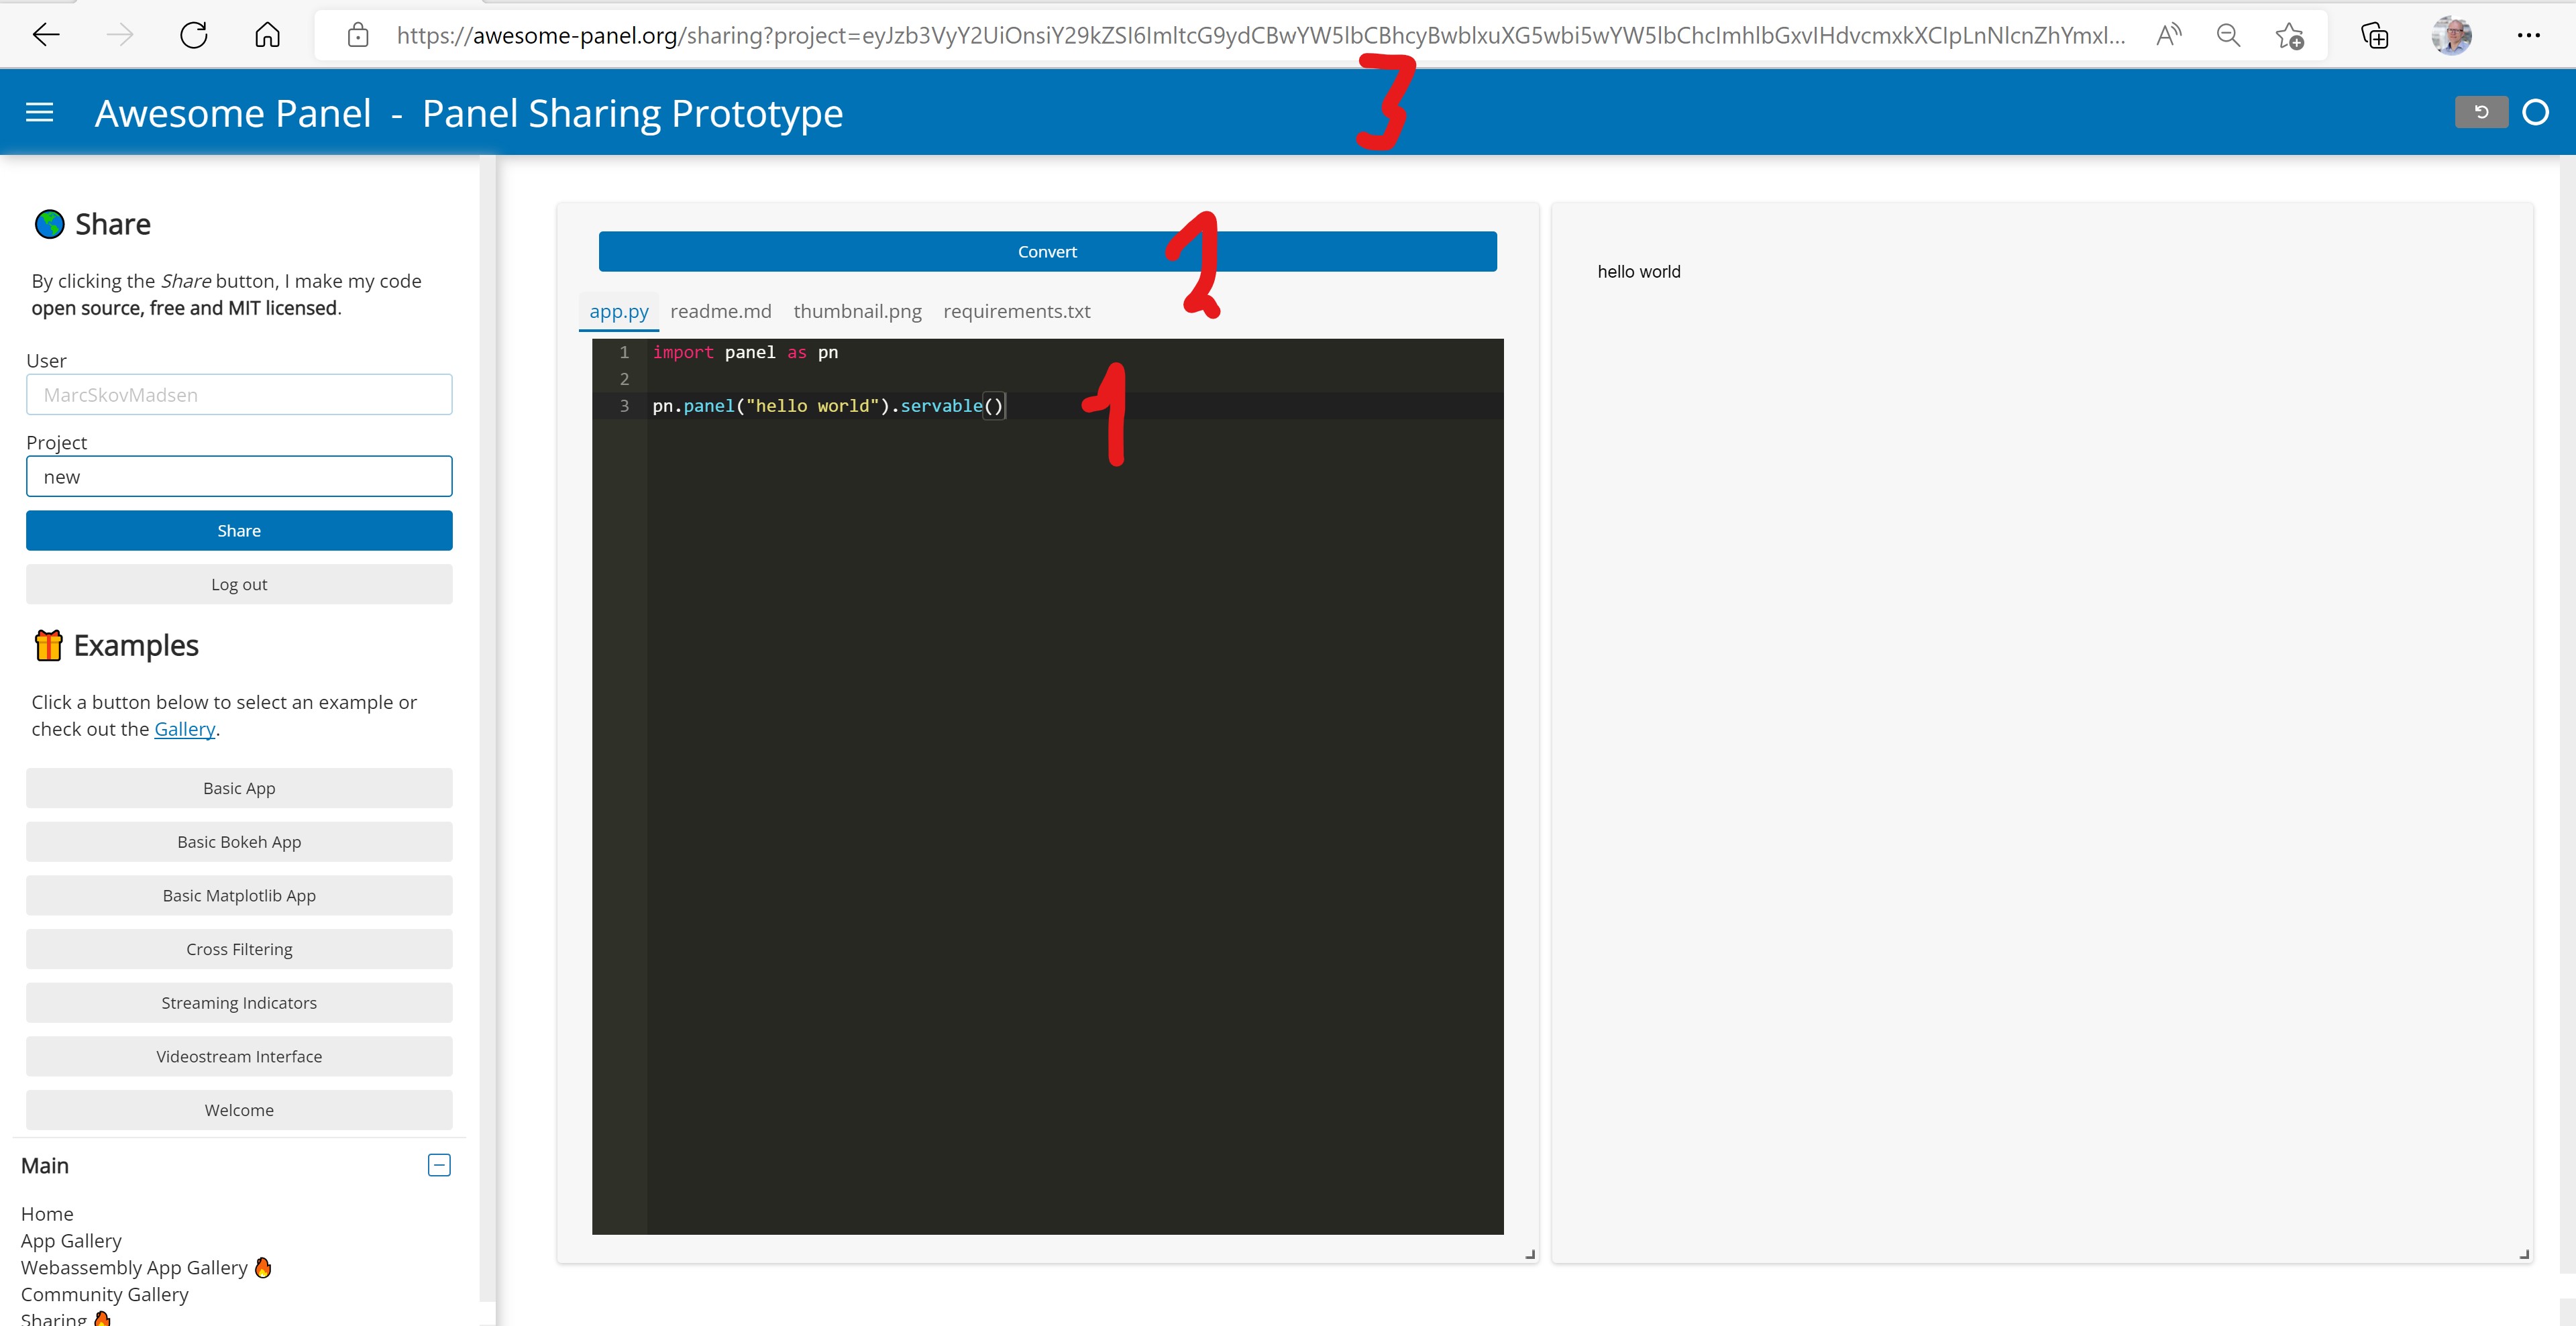 https://awesome-panel.org/sharing?project=eyJzb3VyY2UiOnsiY29kZSI6ImltcG9ydCBwYW5lbCBhcyBwblxuXG5wbi5wYW5lbChcImhlbGxvIHdvcmxkXCIpLnNlcnZhYmxl...
3
Awesome Panel - Panel Sharing Prototype
Share
By clicking the Share button, I make my code
open source, free and MIT licensed.
User
MarcSkovMadsen
Project
new
Share
Log out
Examples
Click a button below to select an example or
check out the Gallery.
Basic App
Basic Bokeh App
Basic Matplotlib App
Cross Filtering
Streaming Indicators
Videostream Interface
Welcome
Main
Home
App Gallery
Webassembly App Gallery
Community Gallery
Sharing
Convert
2
app.py readme.md thumbnail.png requirements.txt
1 import panel as pn
2
3 pn.panel("hello world").servable()
1
hello world